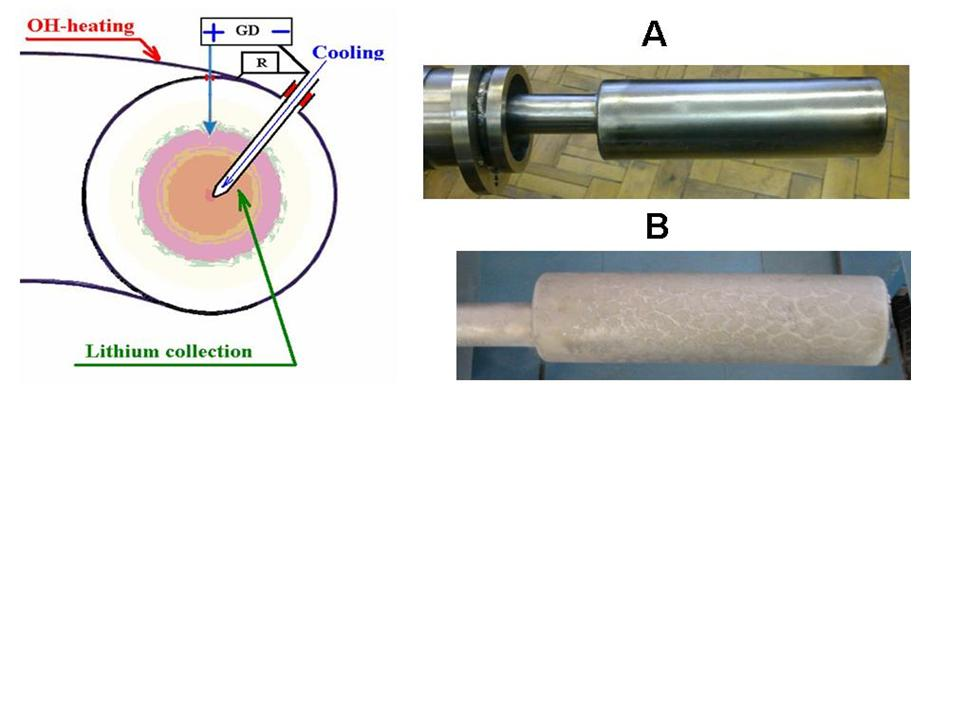 OH-heating
+ GD −
R
Cooling
Lithium collection
A
B